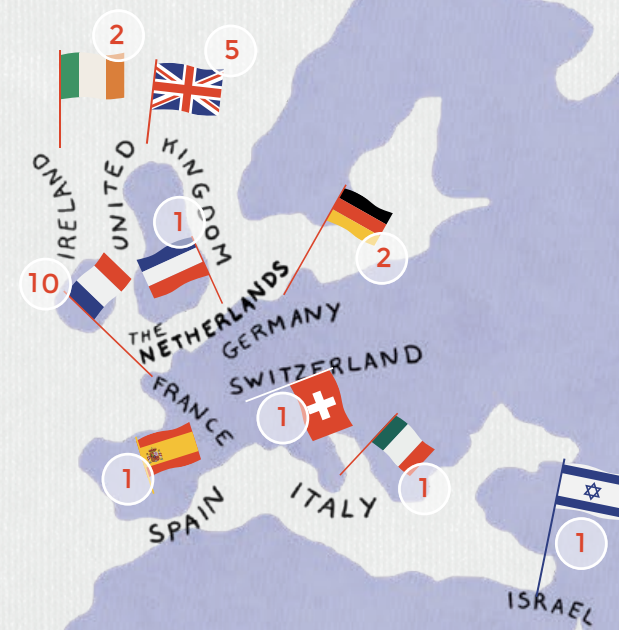 2
5
IRELAND
UNITED KINGDOM
1
10
2
THE
NETHERLANDS
GERMANY
SWITZERLAND
FRANCE
1
1
1
SPAIN
ITALY
1
ISRAEL